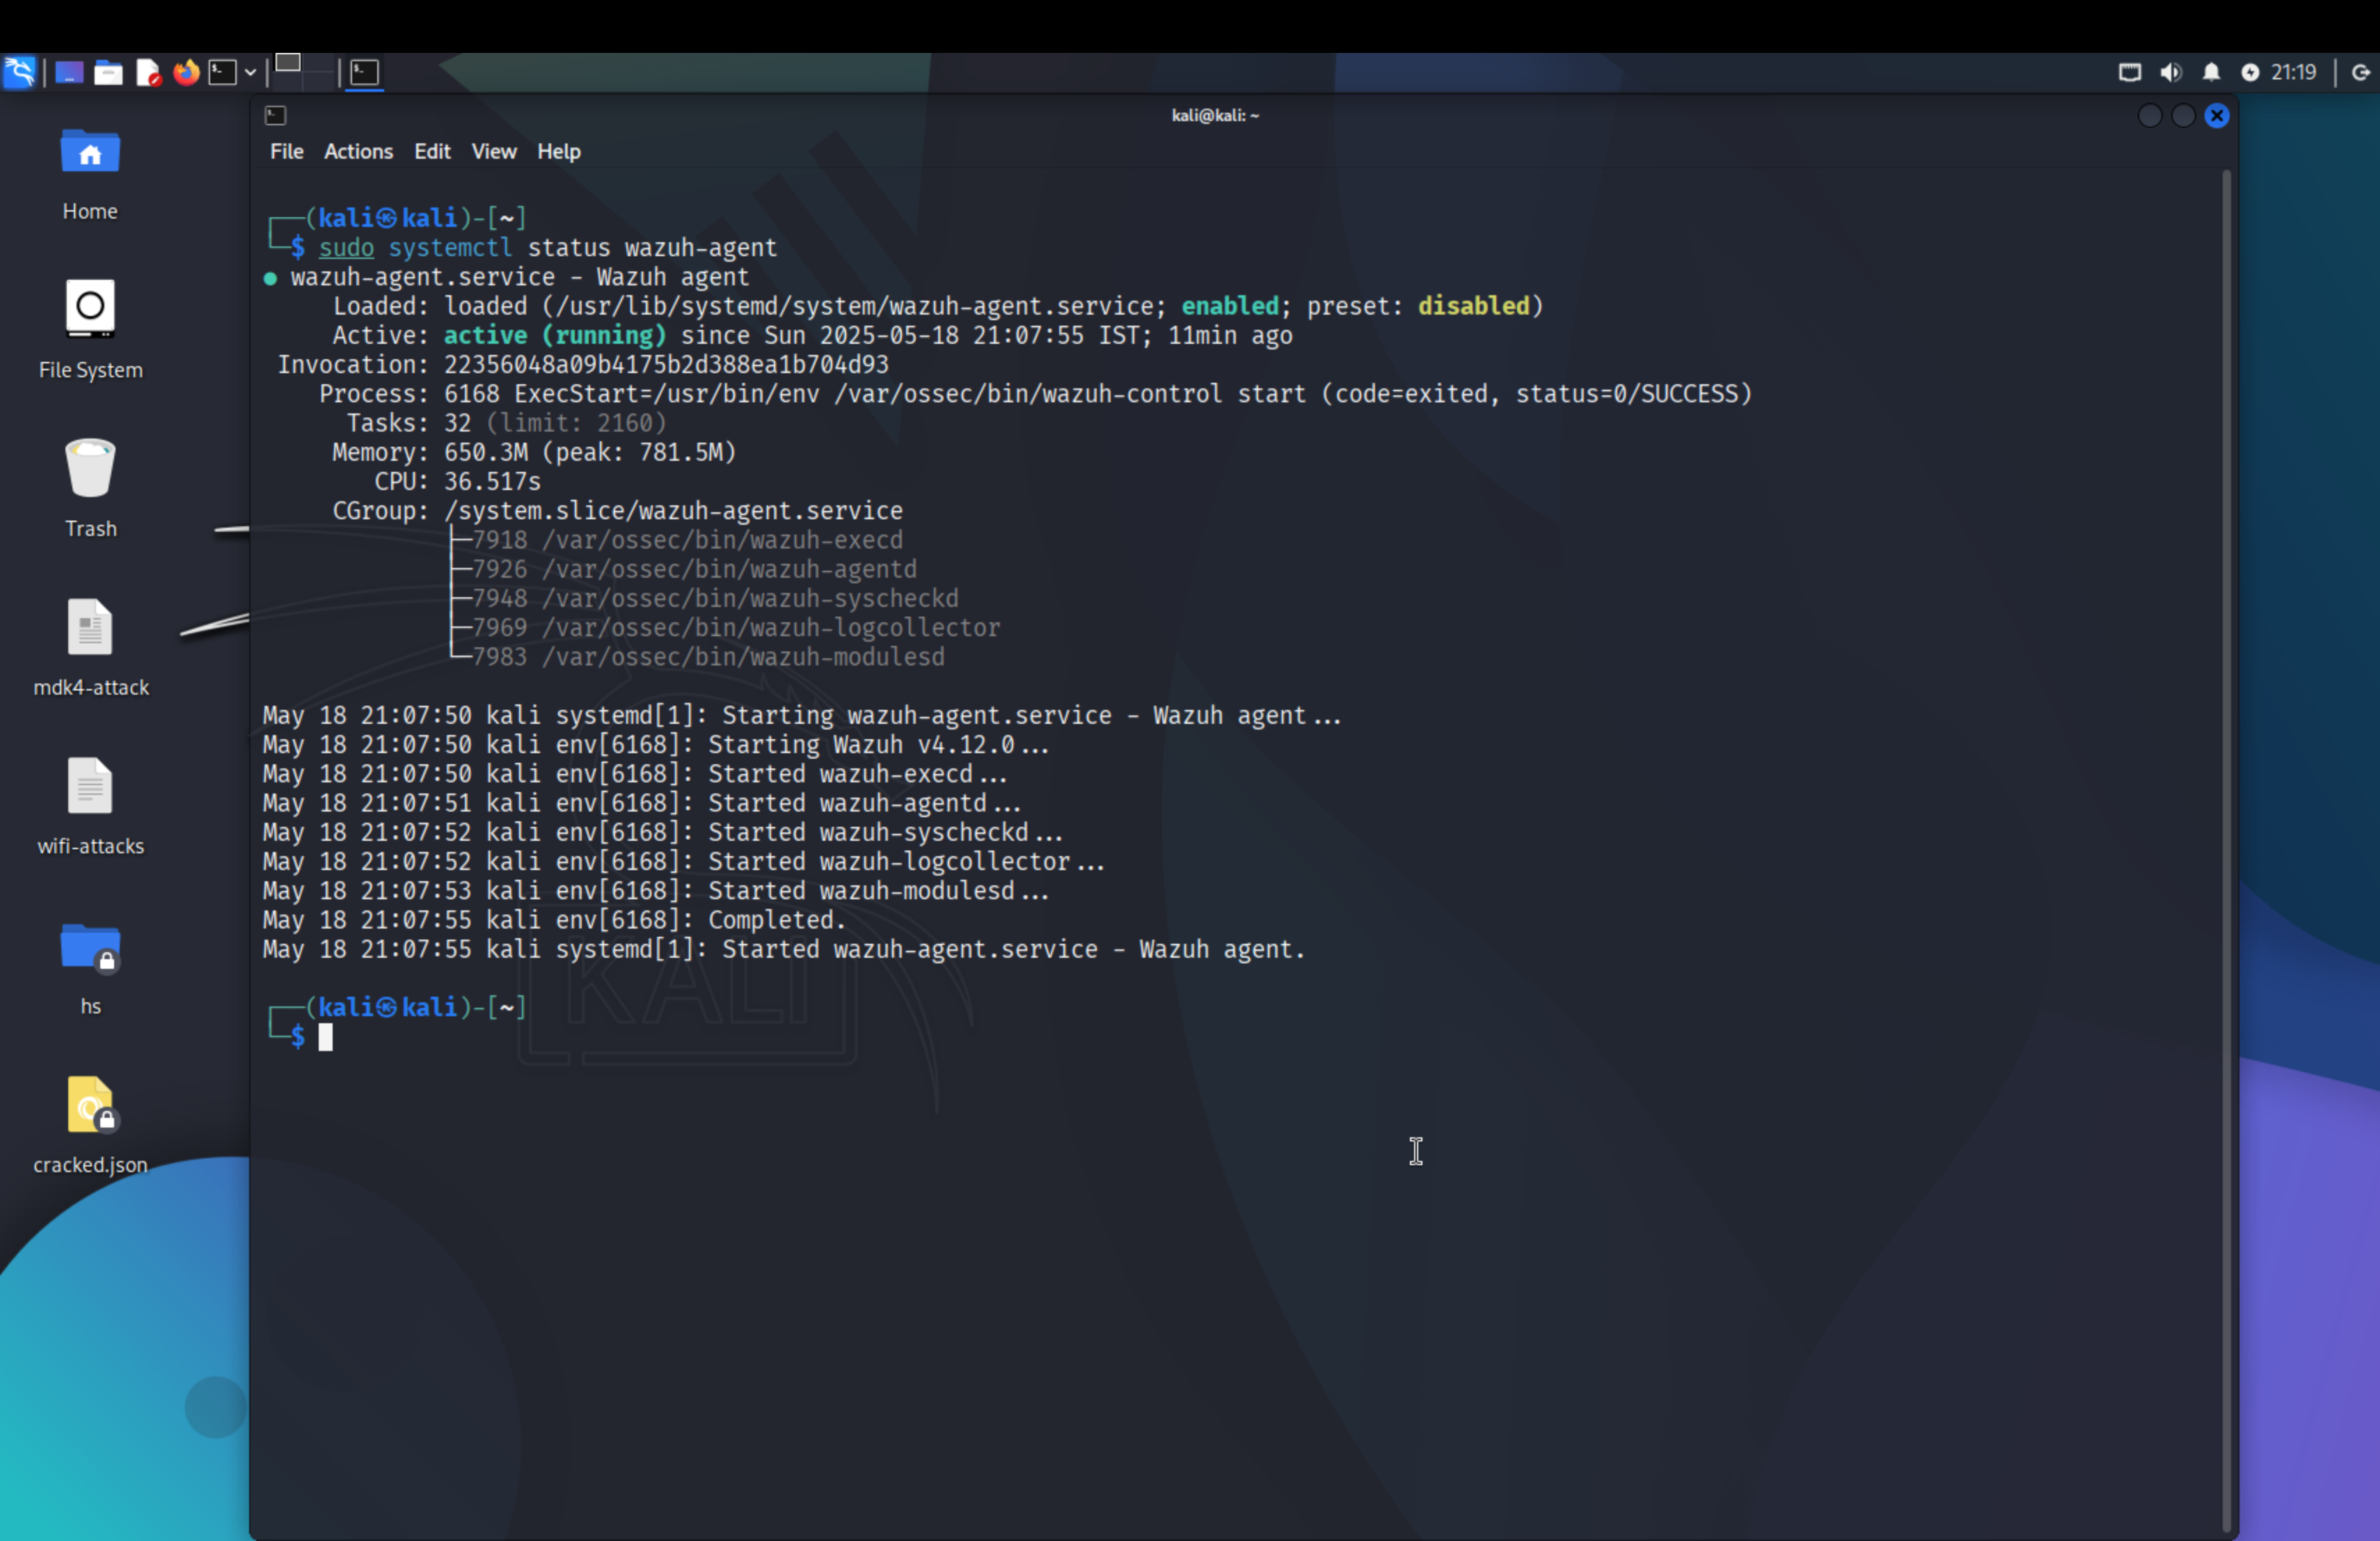 21:19
kali@kali: ~
File Actions Edit View Help
Home
File System
Trash
mdk4-attack
wifi-attacks
hs
cracked.json
┌──(kali㉿kali)-[~]
└─$ sudo systemctl status wazuh-agent
● wazuh-agent.service - Wazuh agent
Loaded: loaded (/usr/lib/systemd/system/wazuh-agent.service; enabled; preset: disabled)
Active: active (running) since Sun 2025-05-18 21:07:55 IST; 11min ago
Invocation: 22356048a09b4175b2d388ea1b704d93
Process: 6168 ExecStart=/usr/bin/env /var/ossec/bin/wazuh-control start (code=exited, status=0/SUCCESS)
Tasks: 32 (limit: 2160)
Memory: 650.3M (peak: 781.5M)
CPU: 36.517s
CGroup: /system.slice/wazuh-agent.service
├─7918 /var/ossec/bin/wazuh-execd
├─7926 /var/ossec/bin/wazuh-agentd
├─7948 /var/ossec/bin/wazuh-syscheckd
├─7969 /var/ossec/bin/wazuh-logcollector
└─7983 /var/ossec/bin/wazuh-modulesd
May 18 21:07:50 kali systemd[1]: Starting wazuh-agent.service - Wazuh agent...
May 18 21:07:50 kali env[6168]: Starting Wazuh v4.12.0...
May 18 21:07:50 kali env[6168]: Started wazuh-execd...
May 18 21:07:51 kali env[6168]: Started wazuh-agentd...
May 18 21:07:52 kali env[6168]: Started wazuh-syscheckd...
May 18 21:07:52 kali env[6168]: Started wazuh-logcollector...
May 18 21:07:53 kali env[6168]: Started wazuh-modulesd...
May 18 21:07:55 kali env[6168]: Completed.
May 18 21:07:55 kali systemd[1]: Started wazuh-agent.service - Wazuh agent.
┌──(kali㉿kali)-[~]
└─$
KALI